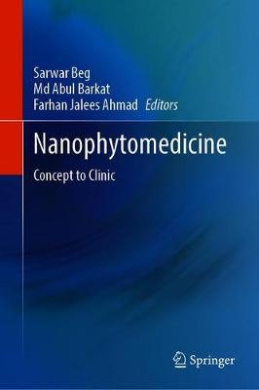 Sarwar Beg
Md Abul Barkat
Farhan Jalees Ahmad Editors
Nanophytomedicine
Concept to Clinic
Springer